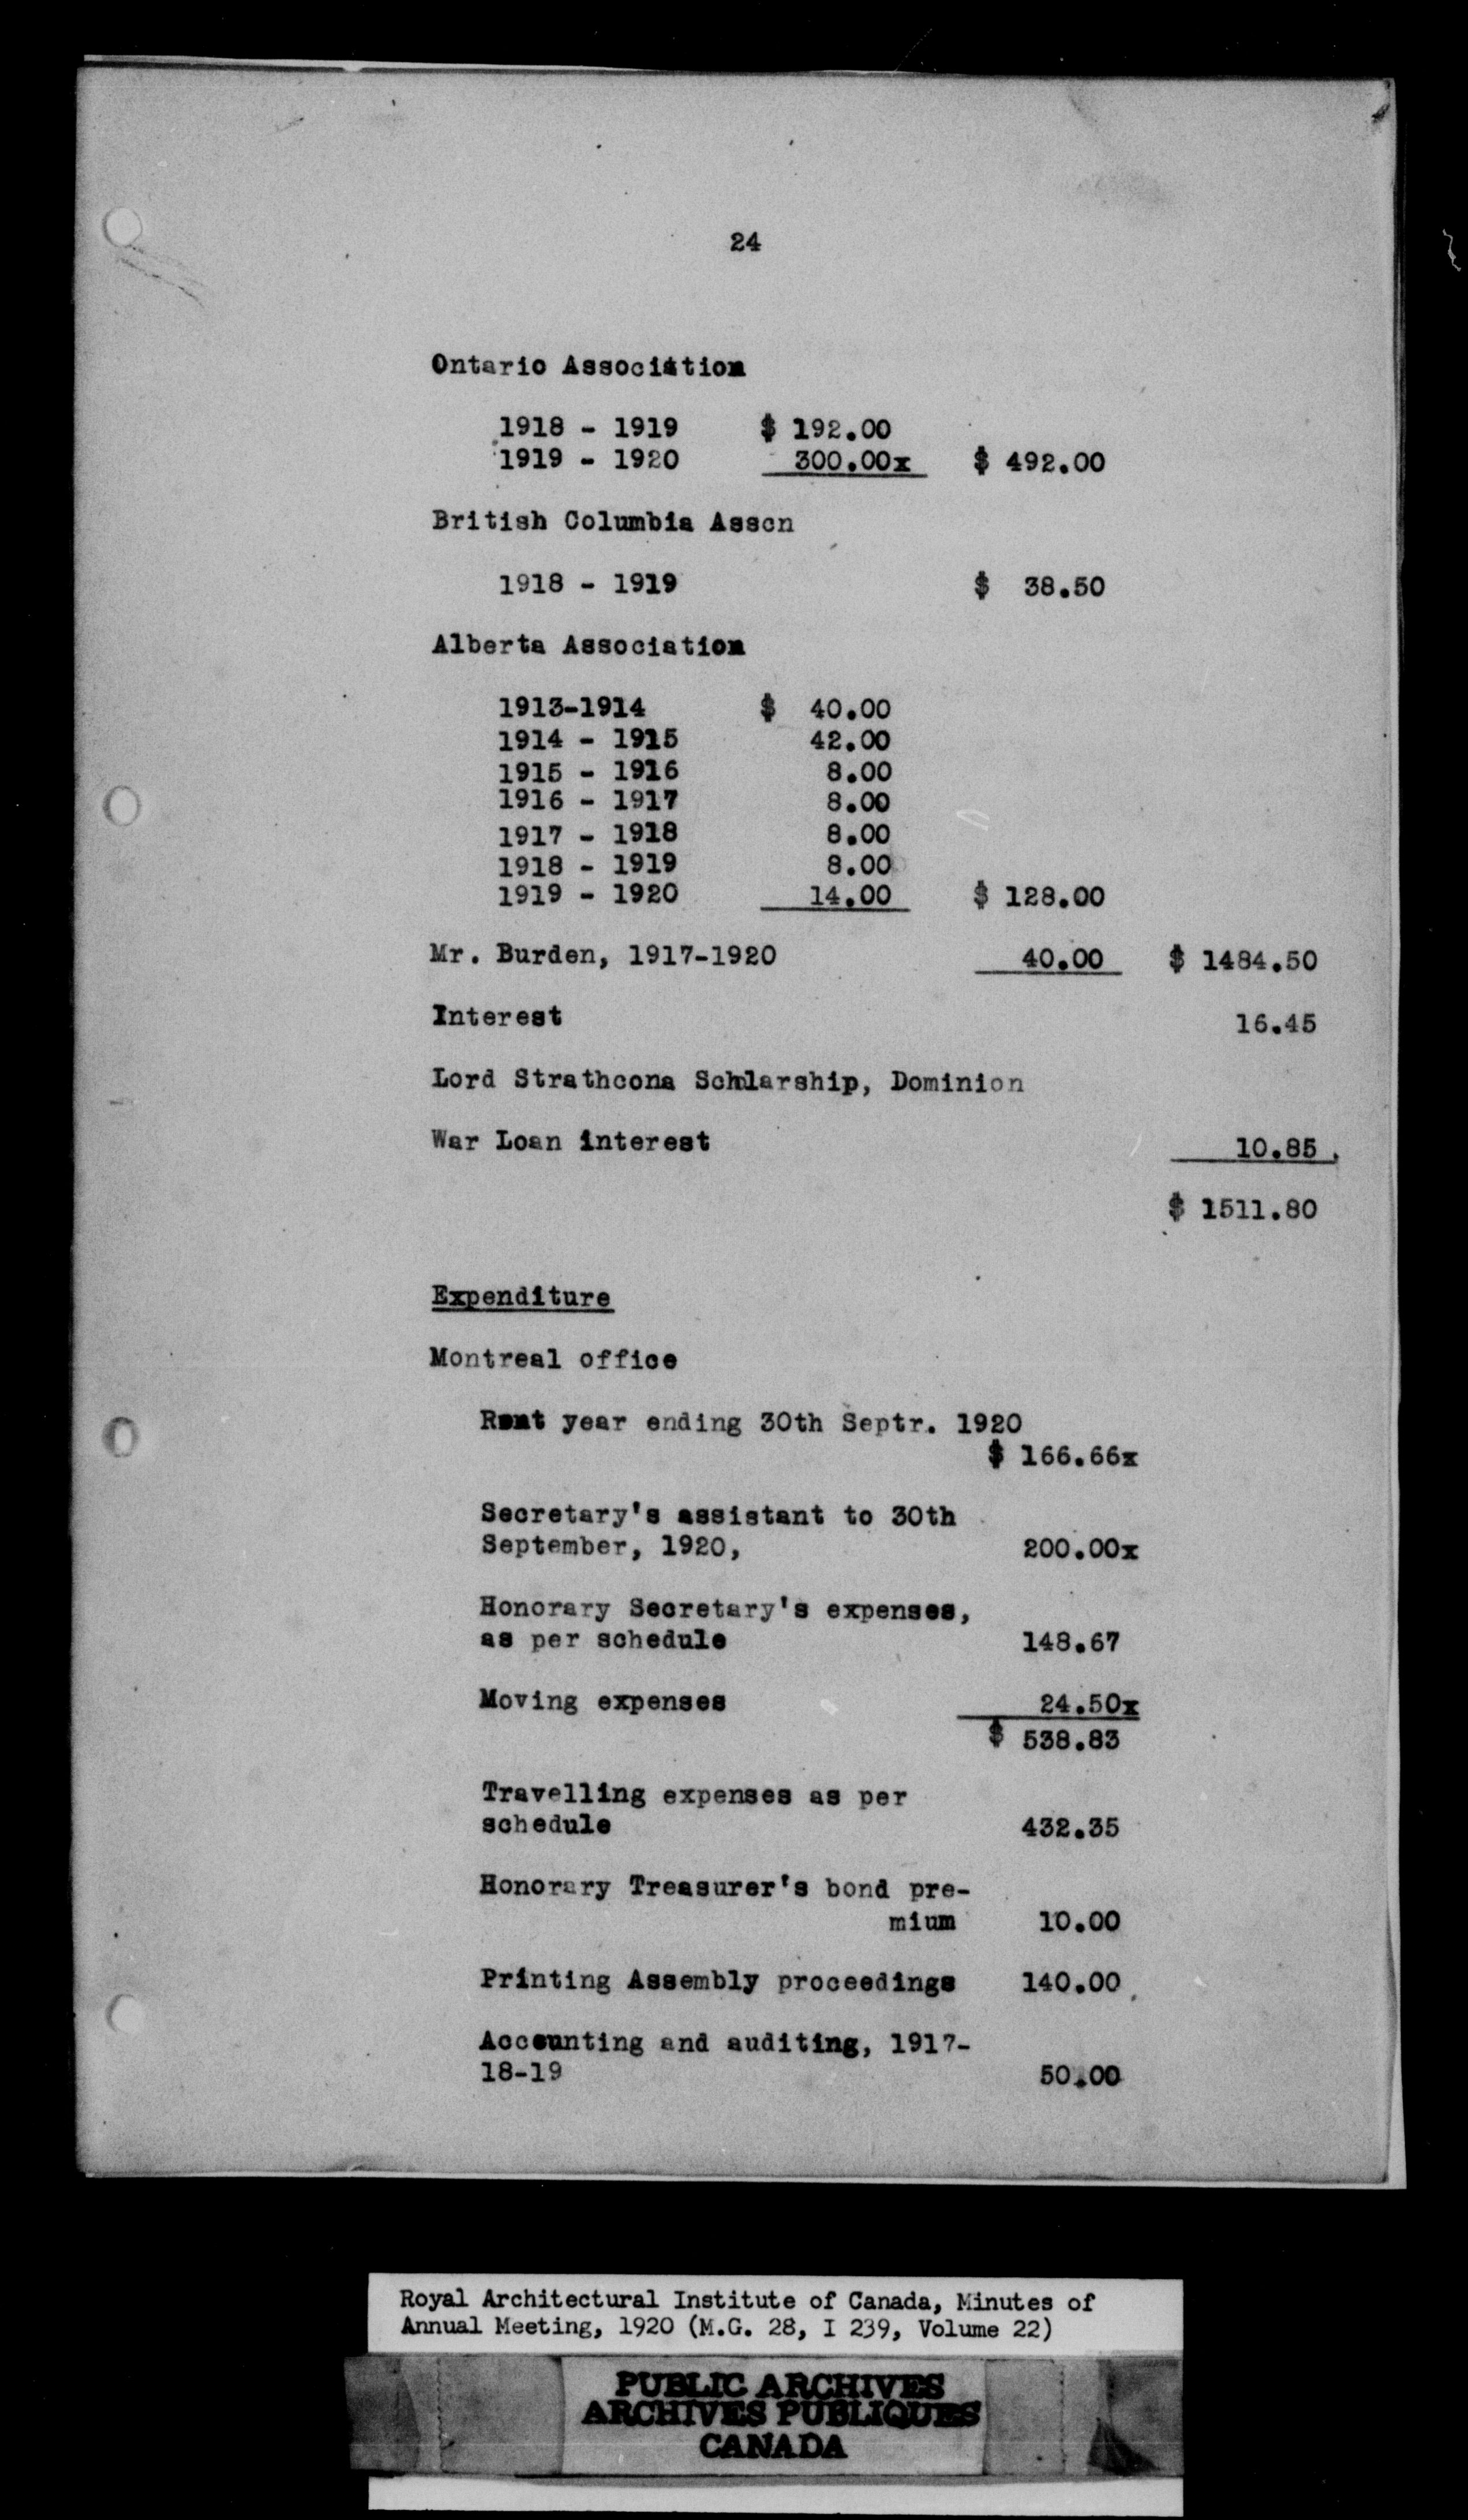 24
Ontario Association
1918 - 1919 $ 192.00
1919 - 1920 300.00x $ 492.00
British Columbia Asscn
1918 - 1919 $ 38.50
Alberta Association
1913-1914 $ 40.00
1914 - 1915 42.00
1915 - 1916 8.00
1916 - 1917 8.00
1917 - 1918 8.00
1918 - 1919 8.00
1919 - 1920 14.00 $ 128.00
Mr. Burden, 1917-1920 40.00 $ 1484.50
Interest 16.45
Lord Strathcona Scholarship, Dominion
War Loan interest 10.85
$ 1511.80
Expenditure
Montreal office
Rent year ending 30th Septr. 1920
$ 166.66x
Secretary's assistant to 30th
September, 1920, 200.00x
Honorary Secretary's expenses,
as per schedule 148.67
Moving expenses 24.50x
$ 538.83
Travelling expenses as per
schedule 432.35
Honorary Treasurer's bond pre-
mium 10.00
Printing Assembly proceedings 140.00
Accounting and auditing, 1917-
18-19 50.00
Royal Architectural Institute of Canada, Minutes of
Annual Meeting, 1920 (M.G. 28, I 239, Volume 22)
PUBLIC ARCHIVES
ARCHIVES PUBLIQUES
CANADA